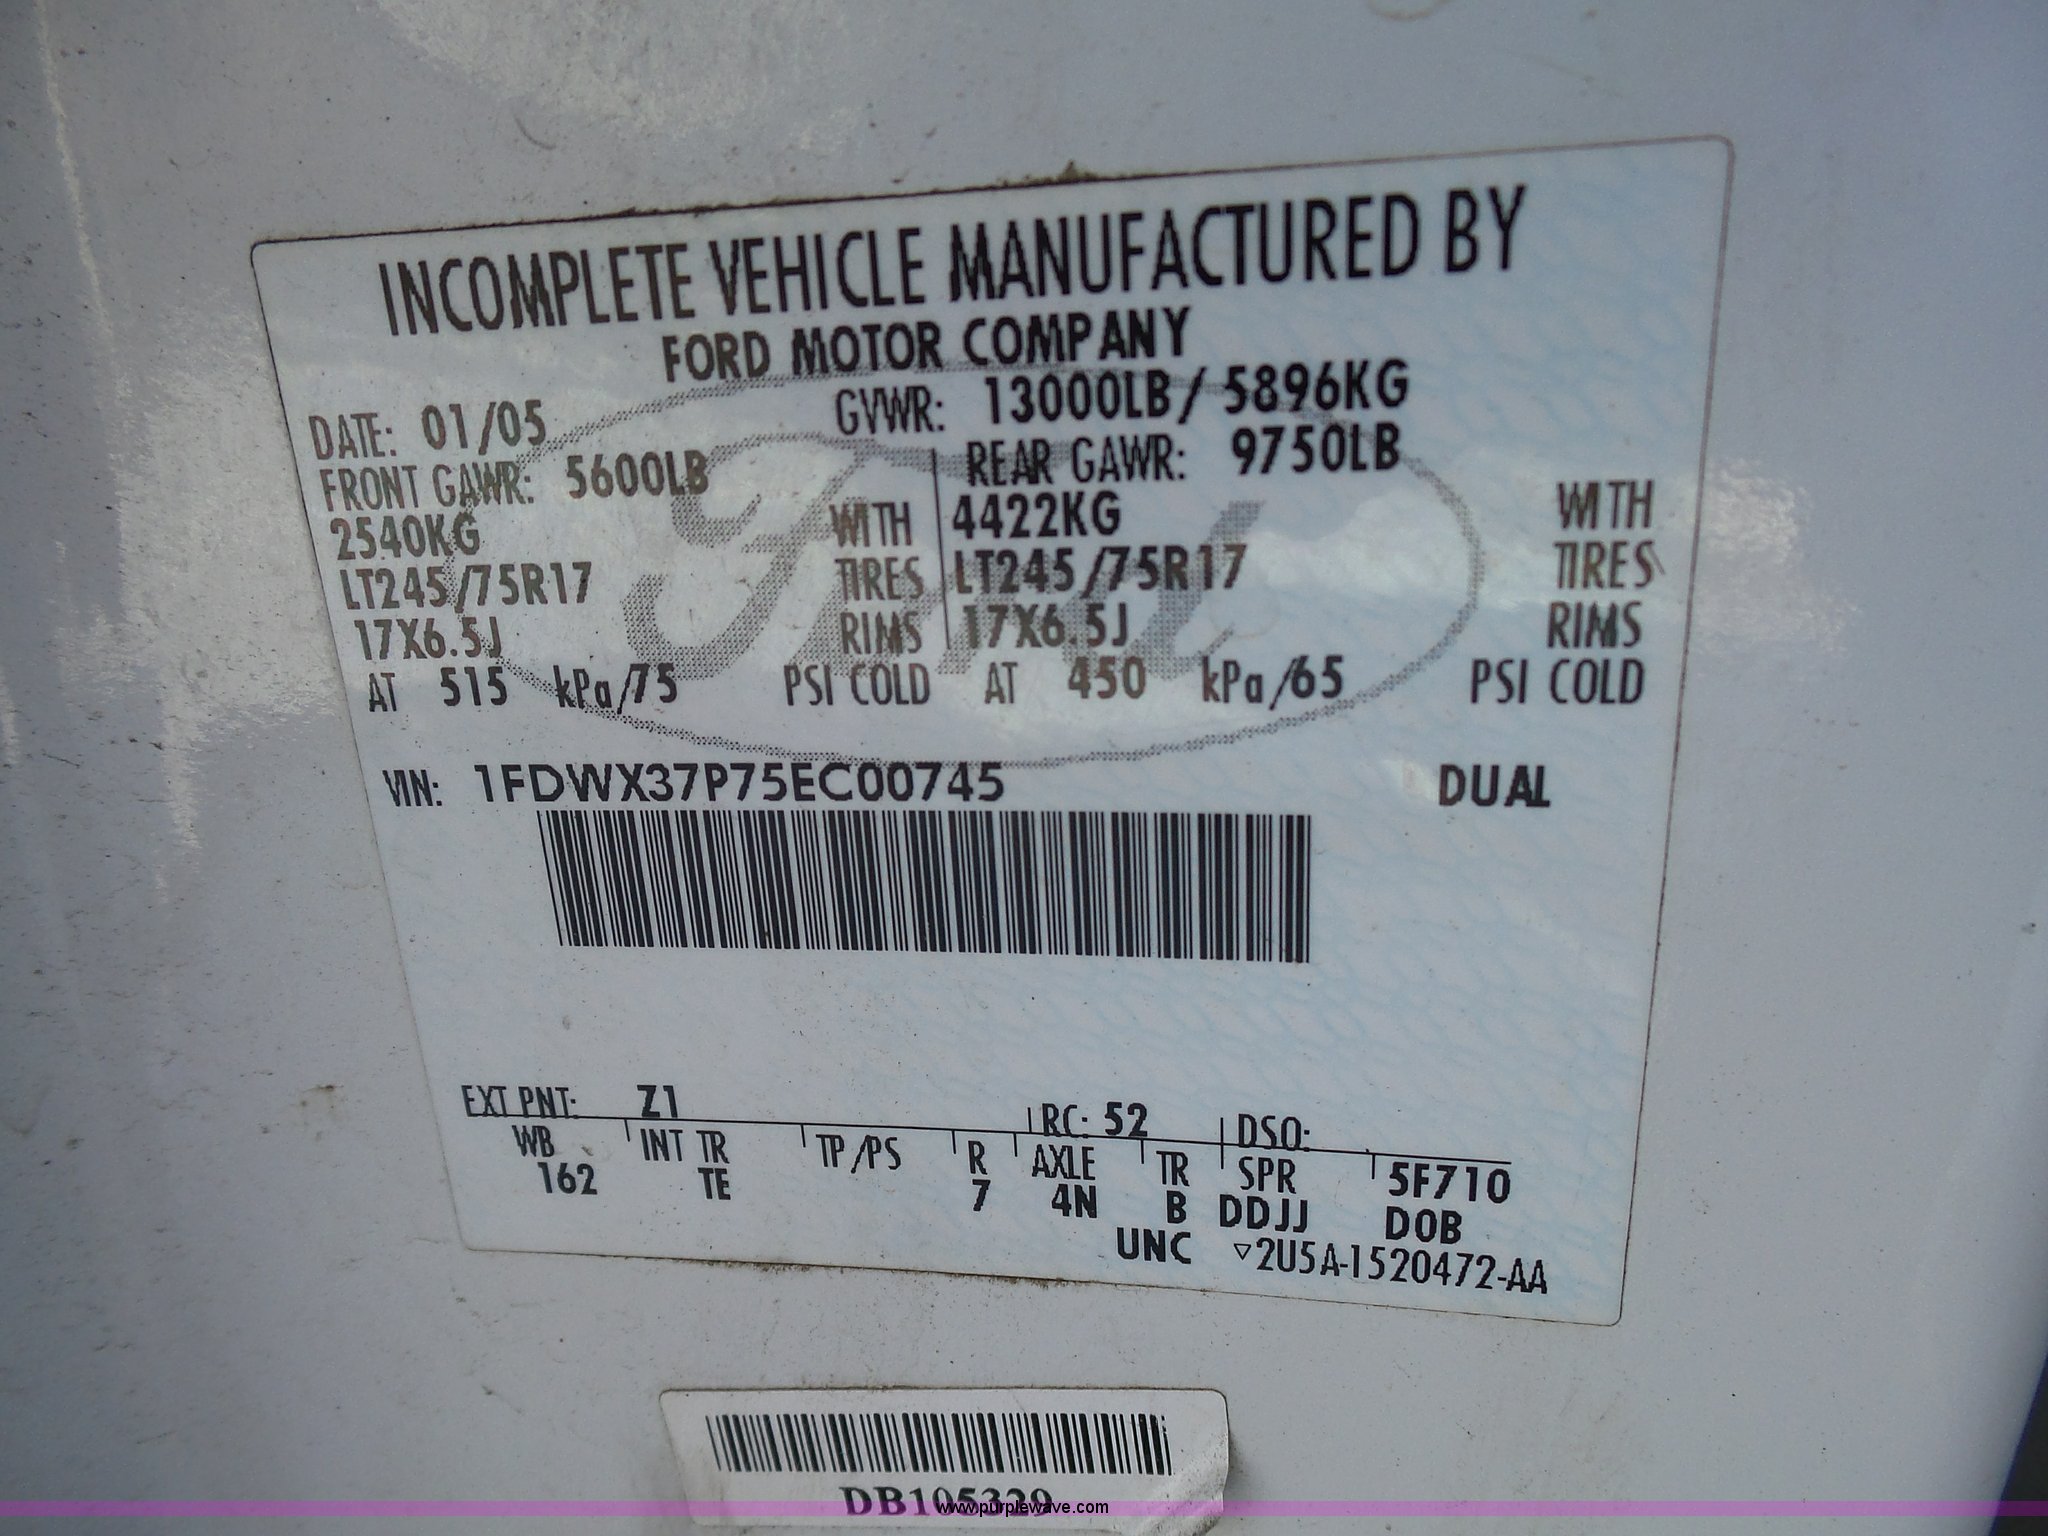 INCOMPLETE VEHICLE MANUFACTURED BY
FORD MOTOR COMPANY
DATE: 01/05 GVWR: 13000LB / 5896KG
FRONT GAWR: 5600LB REAR GAWR: 9750LB
2540KG WITH 4422KG WITH
LT245/75R17 TIRES LT245/75R17 TIRES
17X6.5J RIMS 17X6.5J RIMS
AT 515 kPa/75 PSI COLD AT 450 kPa/65 PSI COLD
VIN: 1FDWX37P75EC00745 DUAL
EXT PNT: Z1 RC: 52 DSO:
WB INT TR TP/PS R AXLE TR SPR 5F710
162 TE 7 4N B DDJJ DOB
UNC ▽2U5A-1520472-AA
DB105329
www.purplewave.com
Ford